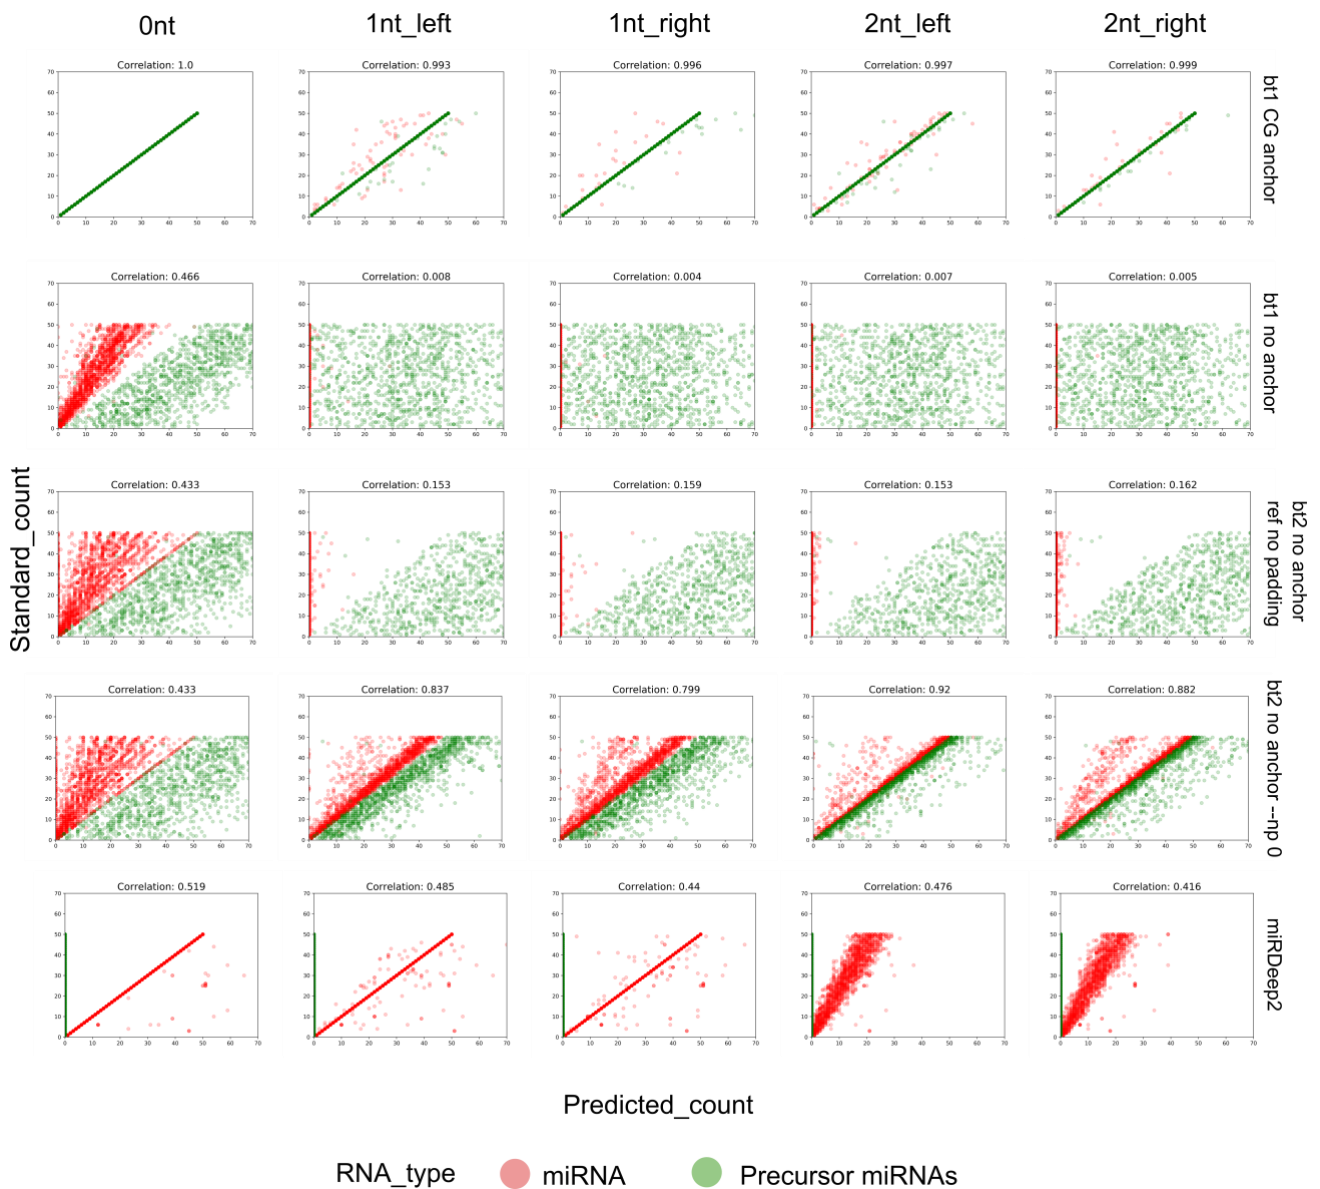 0nt
1nt_left
1nt_right
2nt_left
2nt_right
Correlation: 1.0
Correlation: 0.993
Correlation: 0.996
Correlation: 0.997
Correlation: 0.999
bt1 CG anchor
Correlation: 0.466
Correlation: 0.008
Correlation: 0.004
Correlation: 0.007
Correlation: 0.005
bt1 no anchor
Correlation: 0.433
Correlation: 0.153
Correlation: 0.159
Correlation: 0.153
Correlation: 0.162
bt2 no anchor
ref no padding
Standard_count
Correlation: 0.433
Correlation: 0.837
Correlation: 0.799
Correlation: 0.92
Correlation: 0.882
bt2 no anchor --np 0
Correlation: 0.519
Correlation: 0.485
Correlation: 0.44
Correlation: 0.476
Correlation: 0.416
miRDeep2
Predicted_count
RNA_type
miRNA
Precursor miRNAs